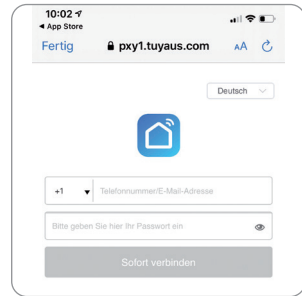 10:02
◀ App Store
Fertig pxy1.tuyaus.com AA
Deutsch
+1 ▼ Telefonnummer/E-Mail-Adresse
Bitte geben Sie hier Ihr Passwort ein
Sofort verbinden